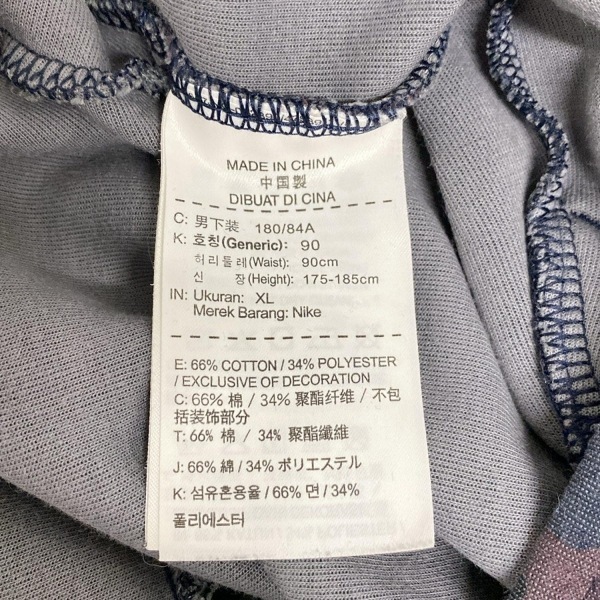 MADE IN CHINA
中国製
DIBUAT DI CINA
C: 男下装 180/84A
K: 호칭(Generic): 90
허리둘레(Waist): 90cm
신 장(Height): 175-185cm
IN: Ukuran: XL
Merek Barang: Nike
E: 66% COTTON / 34% POLYESTER
/ EXCLUSIVE OF DECORATION
C: 66% 棉 / 34% 聚酯纤维 / 不包
括装饰部分
T: 66% 棉 / 34% 聚酯纖維
J: 66% 綿 / 34% ポリエステル
K: 섬유혼용율 / 66% 면 / 34%
폴리에스터